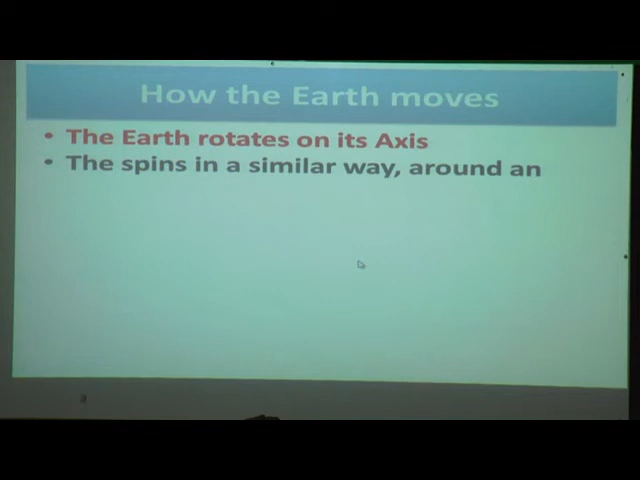 How the Earth moves
• The Earth rotates on its Axis
• The spins in a similar way, around an